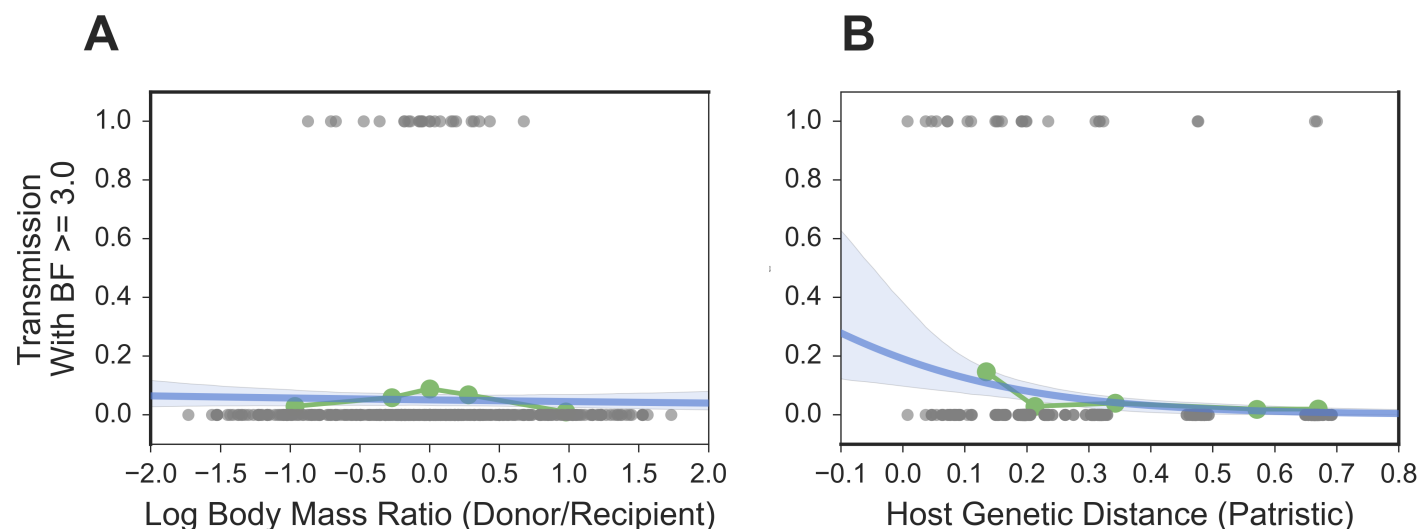 A
B
Transmission
With BF >= 3.0
1.0
0.8
0.6
0.4
0.2
0.0
−2.0 −1.5 −1.0 −0.5 0.0 0.5 1.0 1.5 2.0
Log Body Mass Ratio (Donor/Recipient)
1.0
0.8
0.6
0.4
0.2
0.0
−0.1 0.0 0.1 0.2 0.3 0.4 0.5 0.6 0.7 0.8
Host Genetic Distance (Patristic)